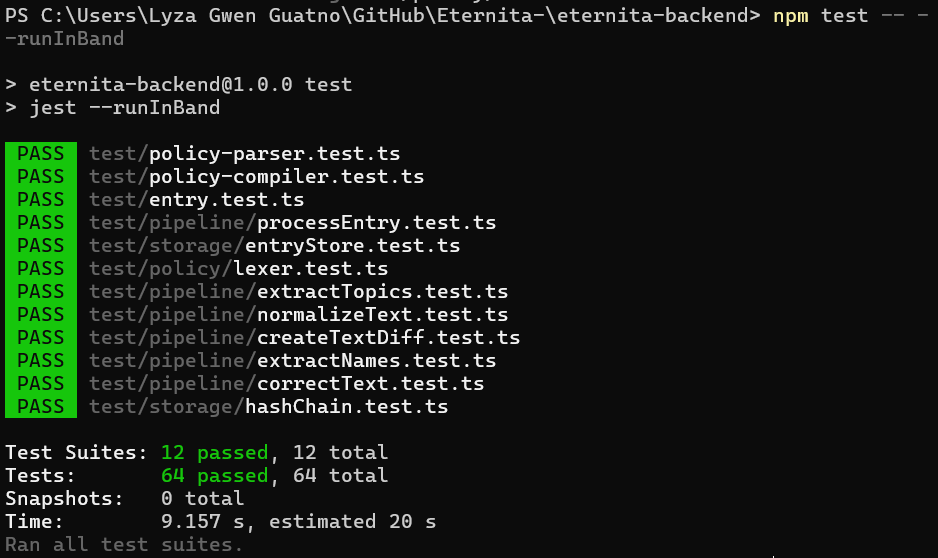 PS C:\Users\Lyza Gwen Guatno\GitHub\Eternita-\eternita-backend> npm test -- -
-runInBand
> eternita-backend@1.0.0 test
> jest --runInBand
PASS test/policy-parser.test.ts
PASS test/policy-compiler.test.ts
PASS test/entry.test.ts
PASS test/pipeline/processEntry.test.ts
PASS test/storage/entryStore.test.ts
PASS test/policy/lexer.test.ts
PASS test/pipeline/extractTopics.test.ts
PASS test/pipeline/normalizeText.test.ts
PASS test/pipeline/createTextDiff.test.ts
PASS test/pipeline/extractNames.test.ts
PASS test/pipeline/correctText.test.ts
PASS test/storage/hashChain.test.ts
Test Suites: 12 passed, 12 total
Tests: 64 passed, 64 total
Snapshots: 0 total
Time: 9.157 s, estimated 20 s
Ran all test suites.